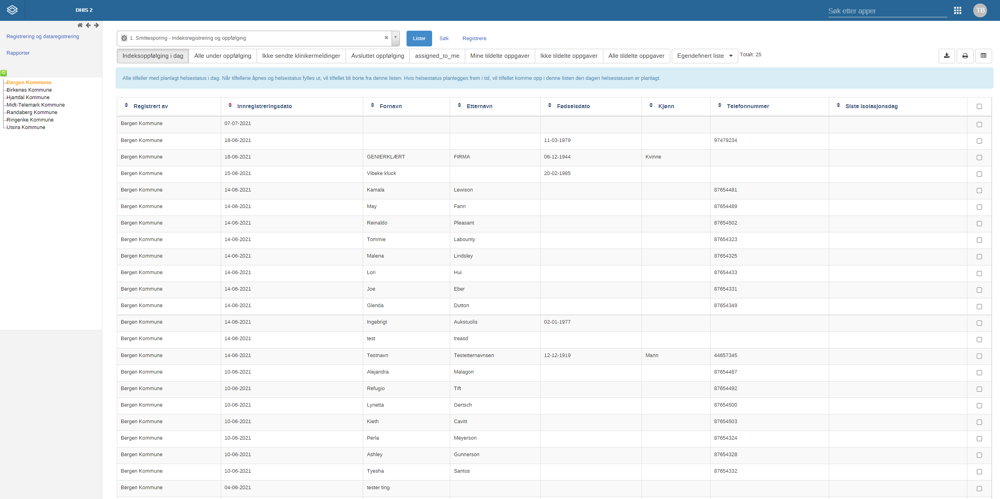 DHIS 2 Søk etter apper TB
Registrering og dataregistrering
Rapporter
Bergen Kommune
Birkenes Kommune
Hjartdal Kommune
Midt-Telemark Kommune
Randaberg Kommune
Ringerike Kommune
Utsira Kommune
1. Smittesporing - Indeksregistrering og oppfølging Lister Søk Registrere
Indeksoppfølging i dag Alle under oppfølging Ikke sendte klinikermeldinger Avsluttet oppfølging assigned_to_me Mine tildelte oppgaver Ikke tildelte oppgaver Alle tildelte oppgaver Egendefinert liste Totalt: 25
Alle tilfeller med planlagt helsestatus i dag. Når tilfellene åpnes og helsestatus fylles ut, vil tilfellet bli borte fra denne listen. Hvis helsestatus planlegges frem i tid, vil tilfellet komme opp i denne listen den dagen helsestatusen er planlagt.
Registrert av Innregistreringsdato Fornavn Etternavn Fødselsdato Kjønn Telefonnummer Siste isolasjonsdag
Bergen Kommune 07-07-2021
Bergen Kommune 18-06-2021 11-03-1979 97479234
Bergen Kommune 18-06-2021 GENIERKLÆRT FIRMA 06-12-1944 Kvinne
Bergen Kommune 15-06-2021 Vibeke kluck 20-02-1985
Bergen Kommune 14-06-2021 Kamala Lewison 87654481
Bergen Kommune 14-06-2021 May Fann 87654489
Bergen Kommune 14-06-2021 Reinaldo Pleasant 87654502
Bergen Kommune 14-06-2021 Tommie Labounty 87654323
Bergen Kommune 14-06-2021 Malena Lindsley 87654325
Bergen Kommune 14-06-2021 Lori Hui 87654433
Bergen Kommune 14-06-2021 Joe Eber 87654331
Bergen Kommune 14-06-2021 Glenda Dutton 87654349
Bergen Kommune 14-06-2021 Ingebrigt Aukstuolis 02-01-1977
Bergen Kommune 14-06-2021 test treasd
Bergen Kommune 14-06-2021 Testnavn Testetternavnsen 12-12-1919 Mann 44657345
Bergen Kommune 10-06-2021 Alejandra Malagon 87654487
Bergen Kommune 10-06-2021 Refugio Tift 87654492
Bergen Kommune 10-06-2021 Lynetta Gertsch 87654500
Bergen Kommune 10-06-2021 Kieth Cavitt 87654503
Bergen Kommune 10-06-2021 Perla Meyerson 87654324
Bergen Kommune 10-06-2021 Ashley Gunnerson 87654328
Bergen Kommune 10-06-2021 Tyesha Santos 87654332
Bergen Kommune 04-06-2021 tester ting